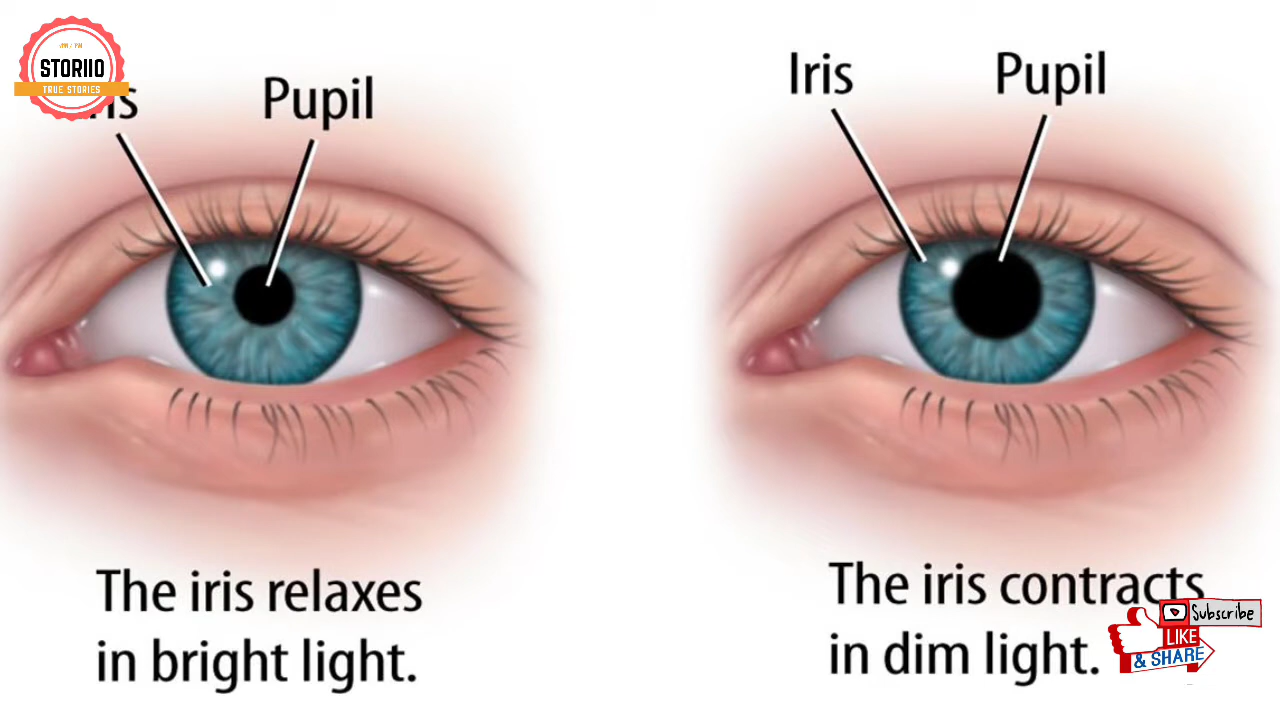 STORIIO
TRUE STORIES
Pupil
Iris
Pupil
The iris relaxes
in bright light.
The iris contracts
in dim light.
Subscribe
LIKE
& SHARE